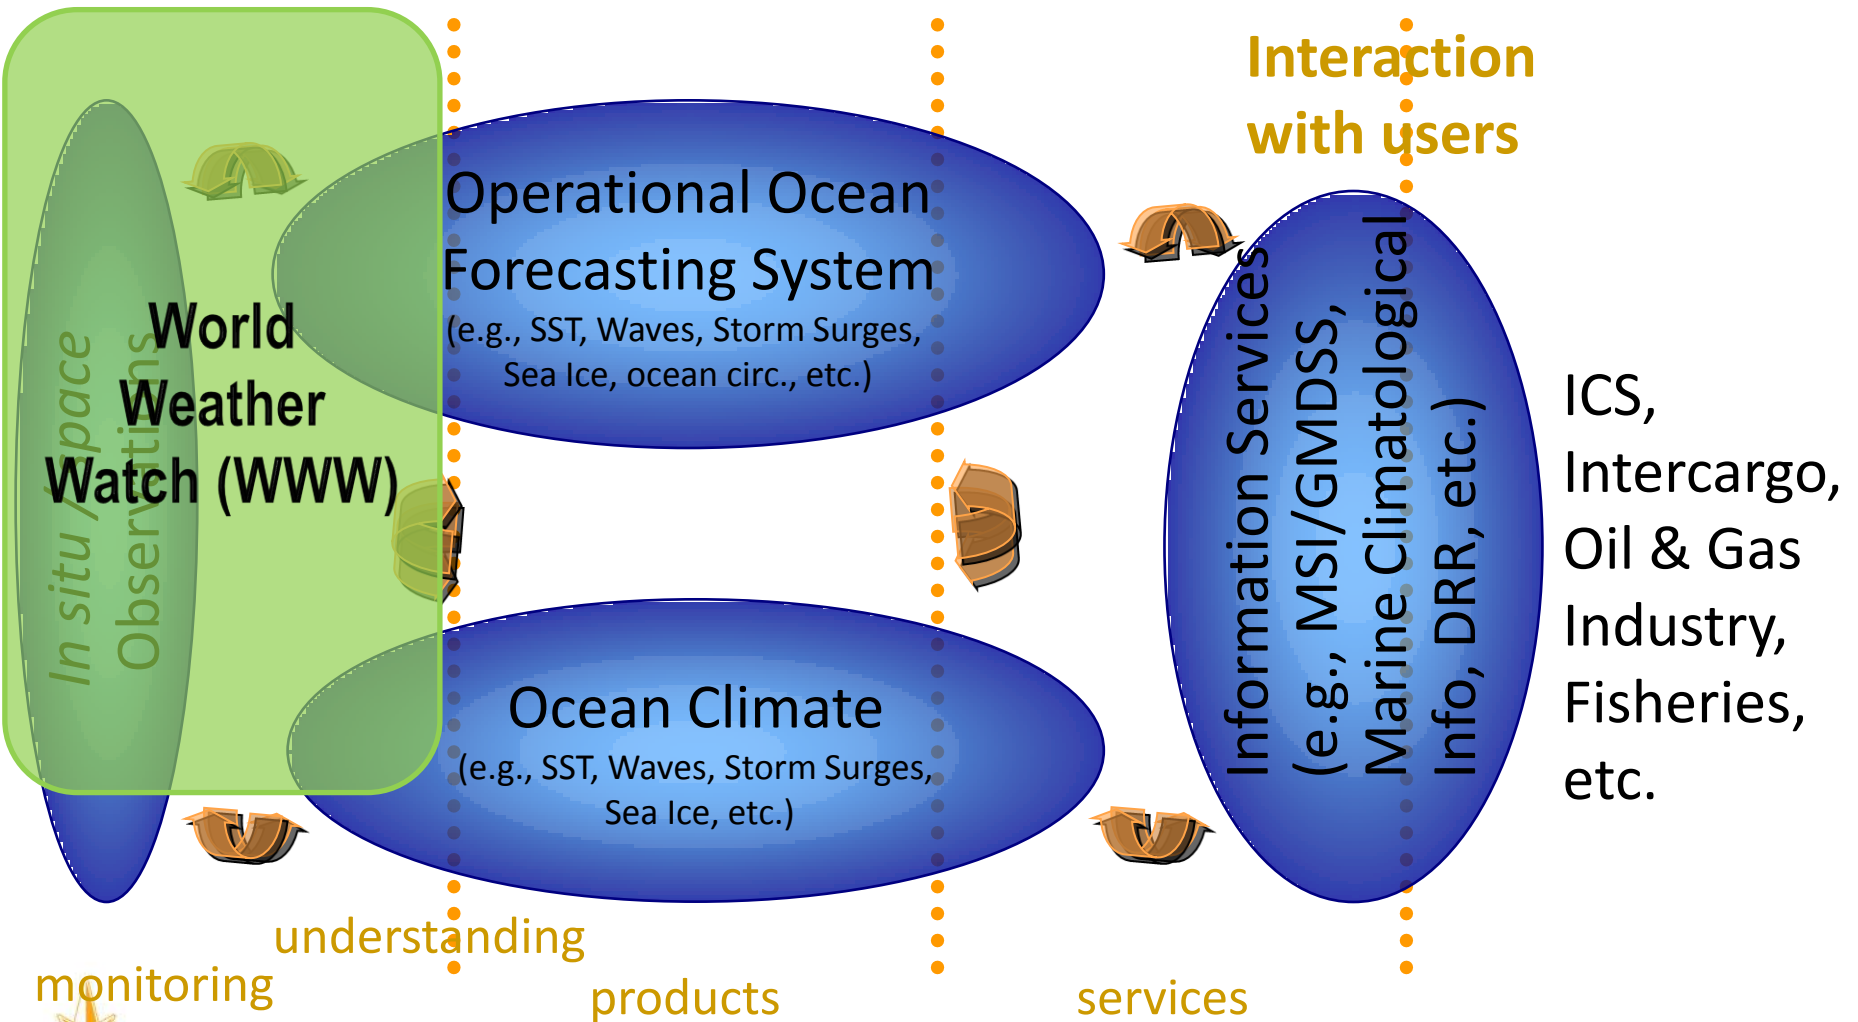 Interaction
with users
Operational Ocean
Forecasting System
(e.g., SST, Waves, Storm Surges,
Sea Ice, ocean circ., etc.)
World
Weather
Watch (WWW)
In situ / space
Observations
Ocean Climate
(e.g., SST, Waves, Storm Surges,
Sea Ice, etc.)
Information Services
(e.g., MSI/GMDSS,
Marine Climatological
Info, DRR, etc.)
ICS,
Intercargo,
Oil & Gas
Industry,
Fisheries,
etc.
understanding
monitoring
products
services